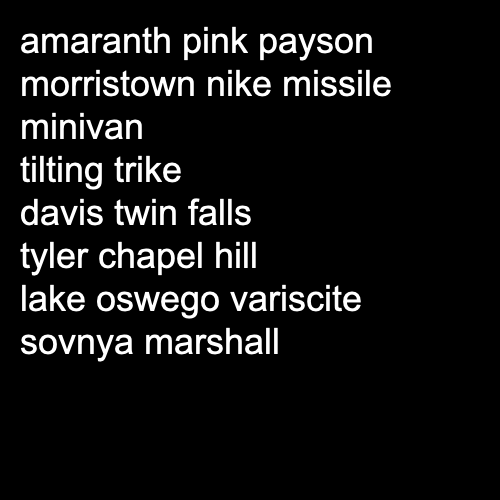 amaranth pink payson
morristown nike missile
minivan
tilting trike
davis twin falls
tyler chapel hill
lake oswego variscite
sovnya marshall